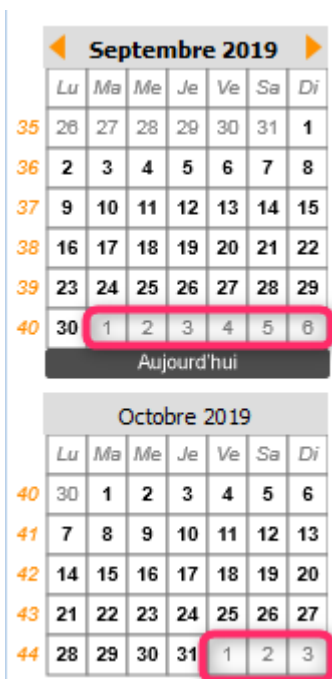 Septembre 2019
Lu Ma Me Je Ve Sa Di
35 26 27 28 29 30 31 1
36 2 3 4 5 6 7 8
37 9 10 11 12 13 14 15
38 16 17 18 19 20 21 22
39 23 24 25 26 27 28 29
40 30 1 2 3 4 5 6
Aujourd'hui
Octobre 2019
Lu Ma Me Je Ve Sa Di
40 30 1 2 3 4 5 6
41 7 8 9 10 11 12 13
42 14 15 16 17 18 19 20
43 21 22 23 24 25 26 27
44 28 29 30 31 1 2 3